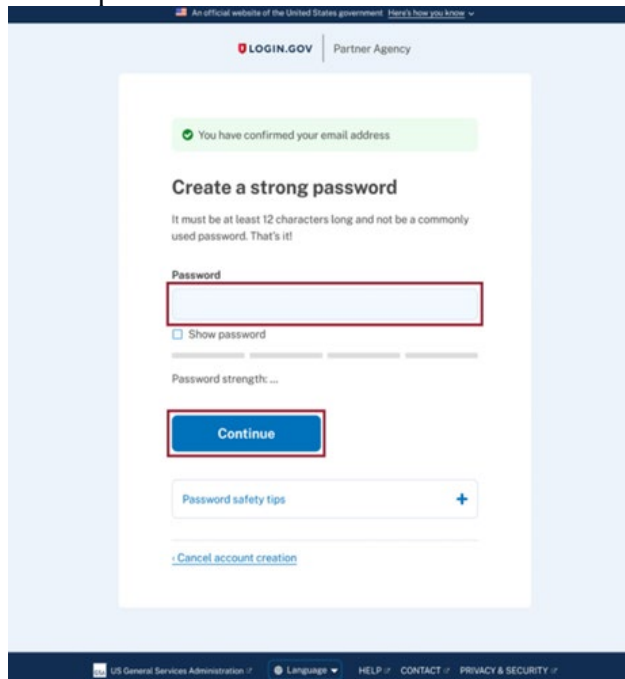 An official website of the United States government Here's how you know
LOGIN.GOV Partner Agency
You have confirmed your email address
Create a strong password
It must be at least 12 characters long and not be a commonly
used password. That's it!
Password
Show password
Password strength: ...
Continue
Password safety tips
‹ Cancel account creation
GSA US General Services Administration Language HELP CONTACT PRIVACY & SECURITY